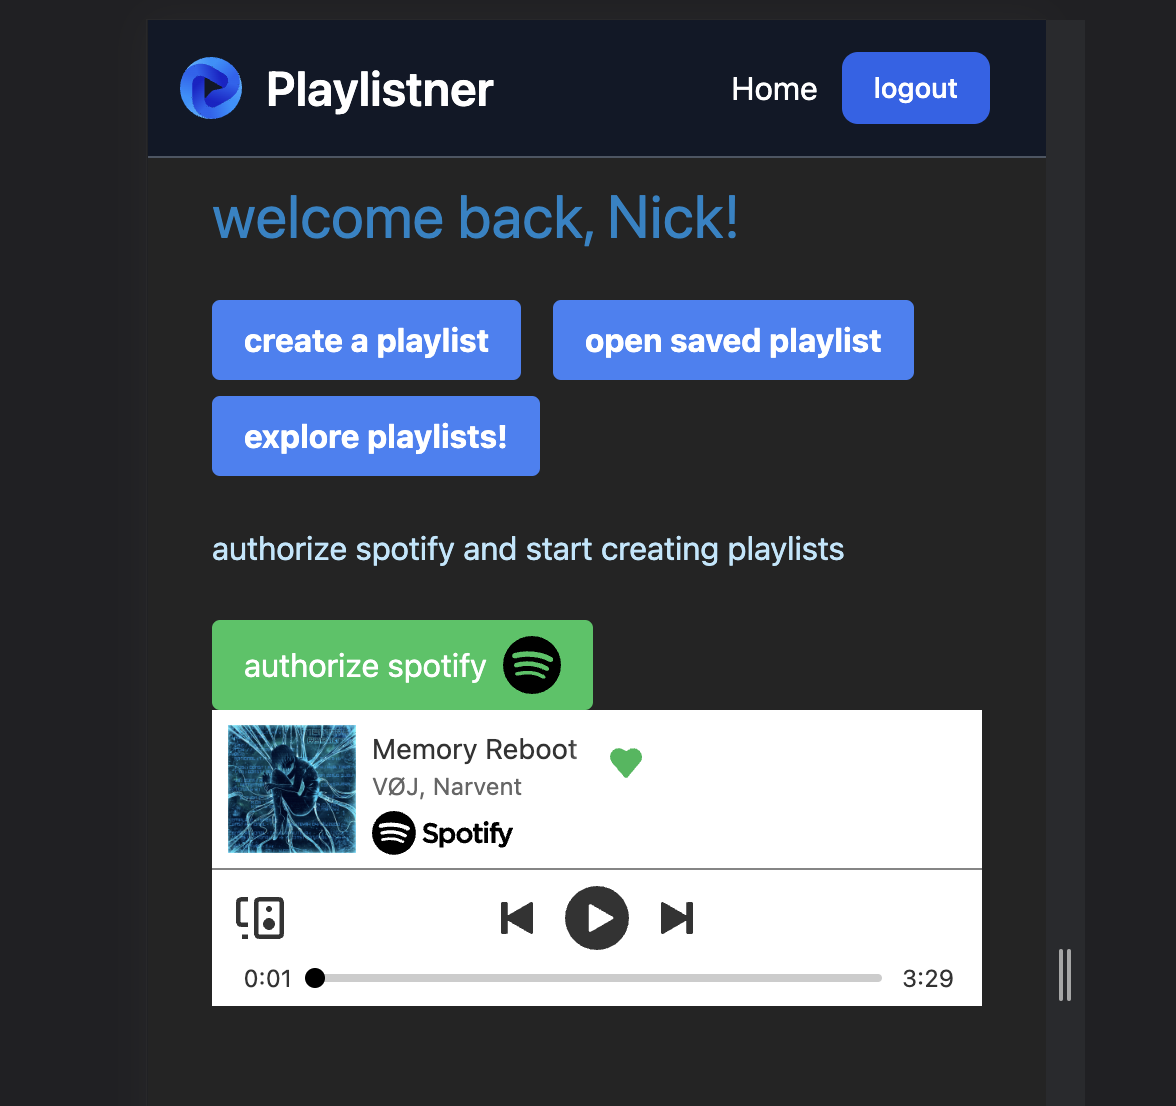 Playlistner
Home
logout
welcome back, Nick!
create a playlist
open saved playlist
explore playlists!
authorize spotify and start creating playlists
authorize spotify
Memory Reboot
VØJ, Narvent
Spotify
0:01
3:29